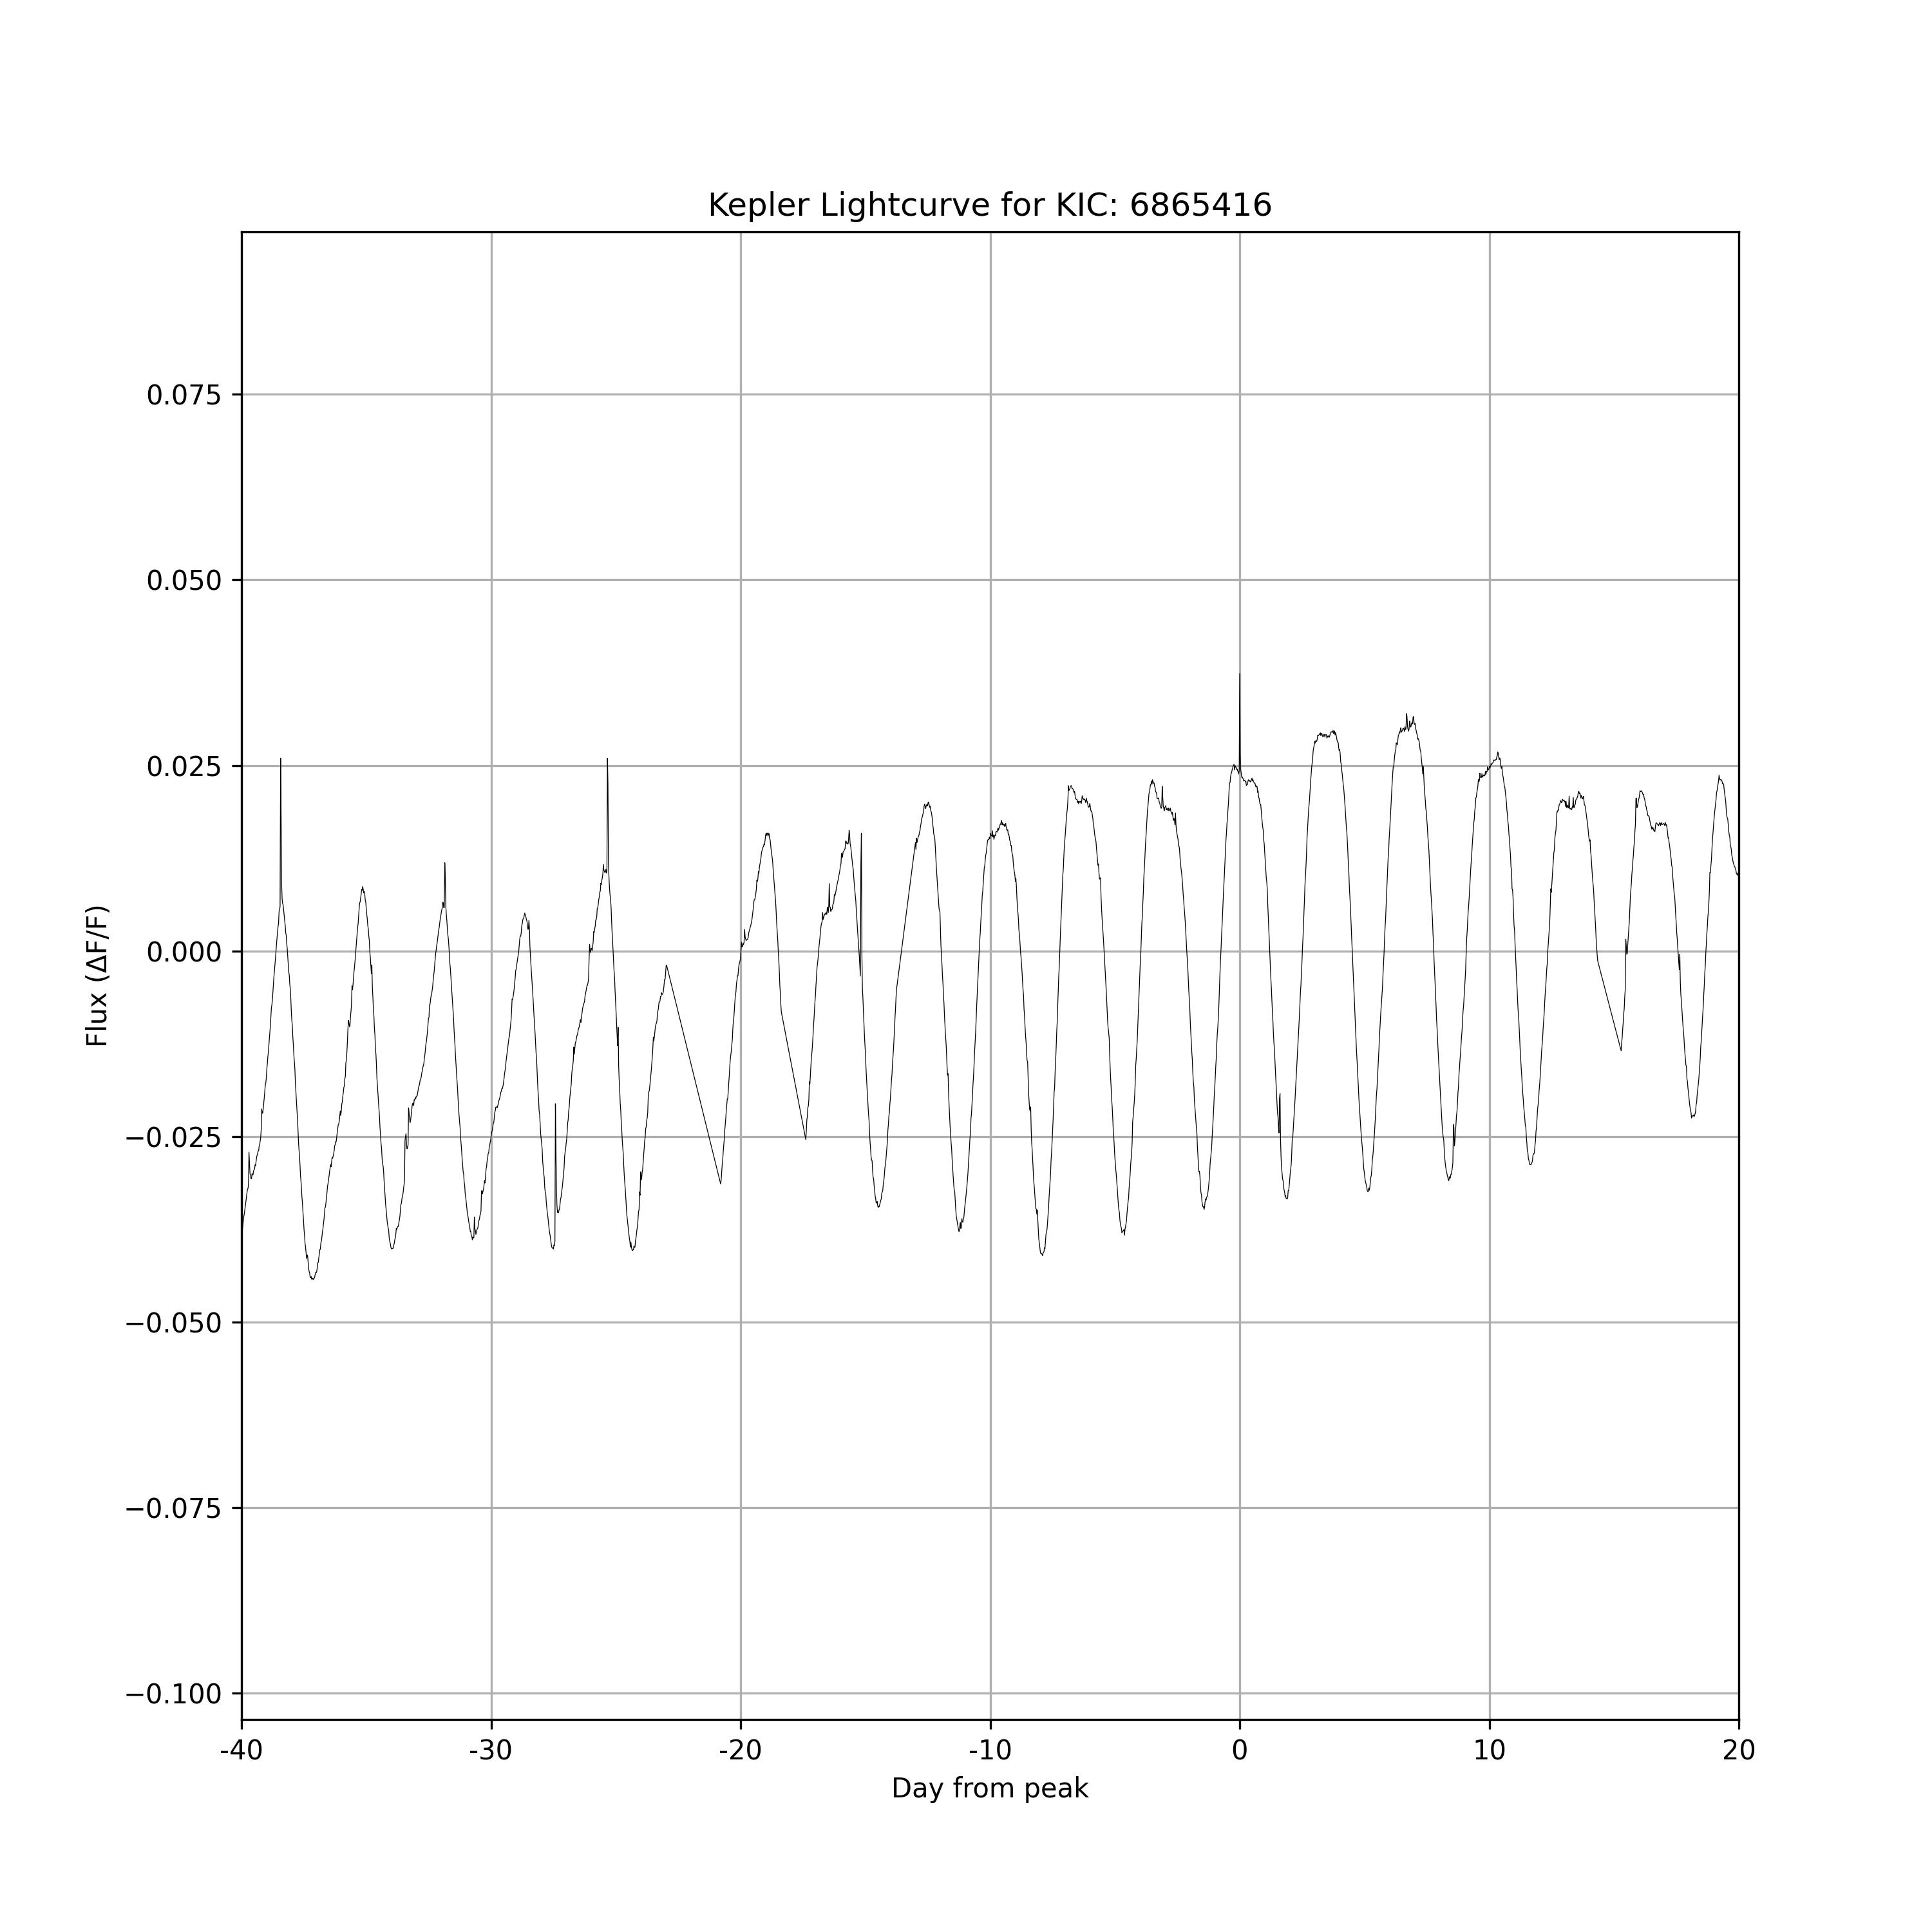 Kepler Lightcurve for KIC: 6865416
Flux (ΔF/F)
0.075
0.050
0.025
0.000
−0.025
−0.050
−0.075
−0.100
-40 -30 -20 -10 0 10 20
Day from peak